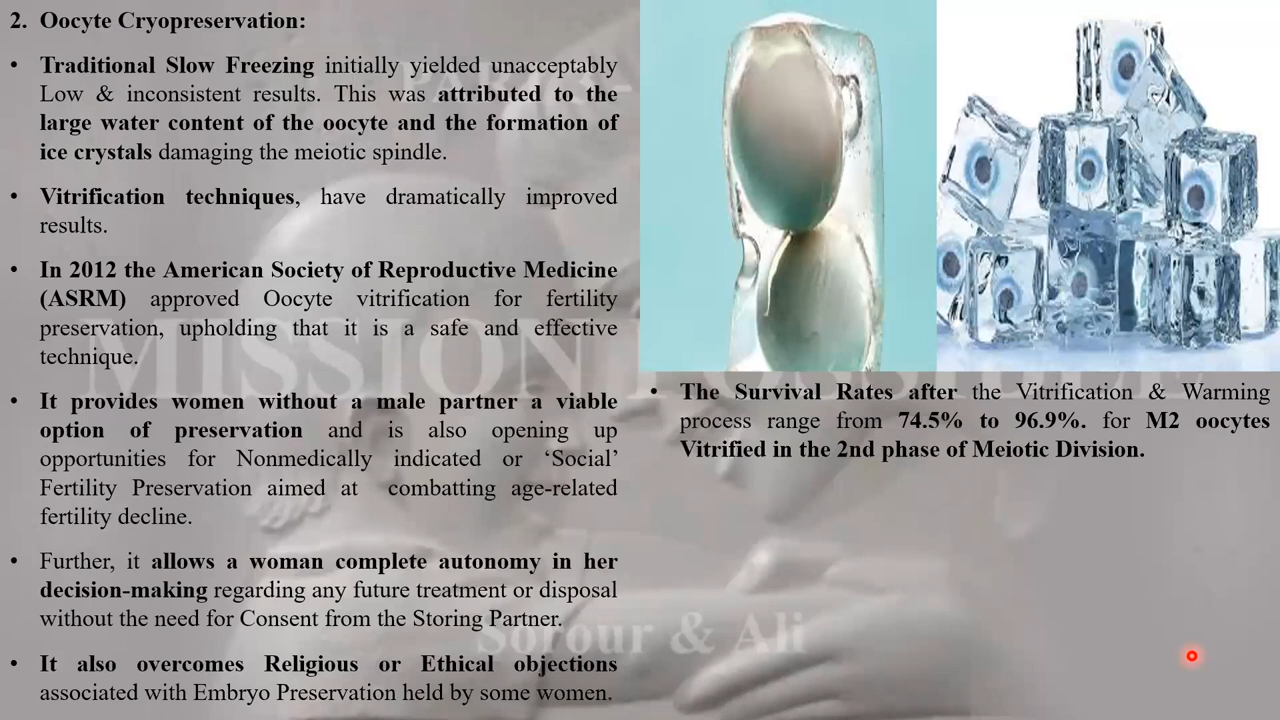 2. Oocyte Cryopreservation:
• Traditional Slow Freezing initially yielded unacceptably
Low & inconsistent results. This was attributed to the
large water content of the oocyte and the formation of
ice crystals damaging the meiotic spindle.
• Vitrification techniques, have dramatically improved
results.
• In 2012 the American Society of Reproductive Medicine
(ASRM) approved Oocyte vitrification for fertility
preservation, upholding that it is a safe and effective
technique.
• It provides women without a male partner a viable
option of preservation and is also opening up
opportunities for Nonmedically indicated or ‘Social’
Fertility Preservation aimed at combatting age-related
fertility decline.
• Further, it allows a woman complete autonomy in her
decision-making regarding any future treatment or disposal
without the need for Consent from the Storing Partner.
• It also overcomes Religious or Ethical objections
associated with Embryo Preservation held by some women.
• The Survival Rates after the Vitrification & Warming
process range from 74.5% to 96.9%. for M2 oocytes
Vitrified in the 2nd phase of Meiotic Division.
MISSION
Sorour & Ali